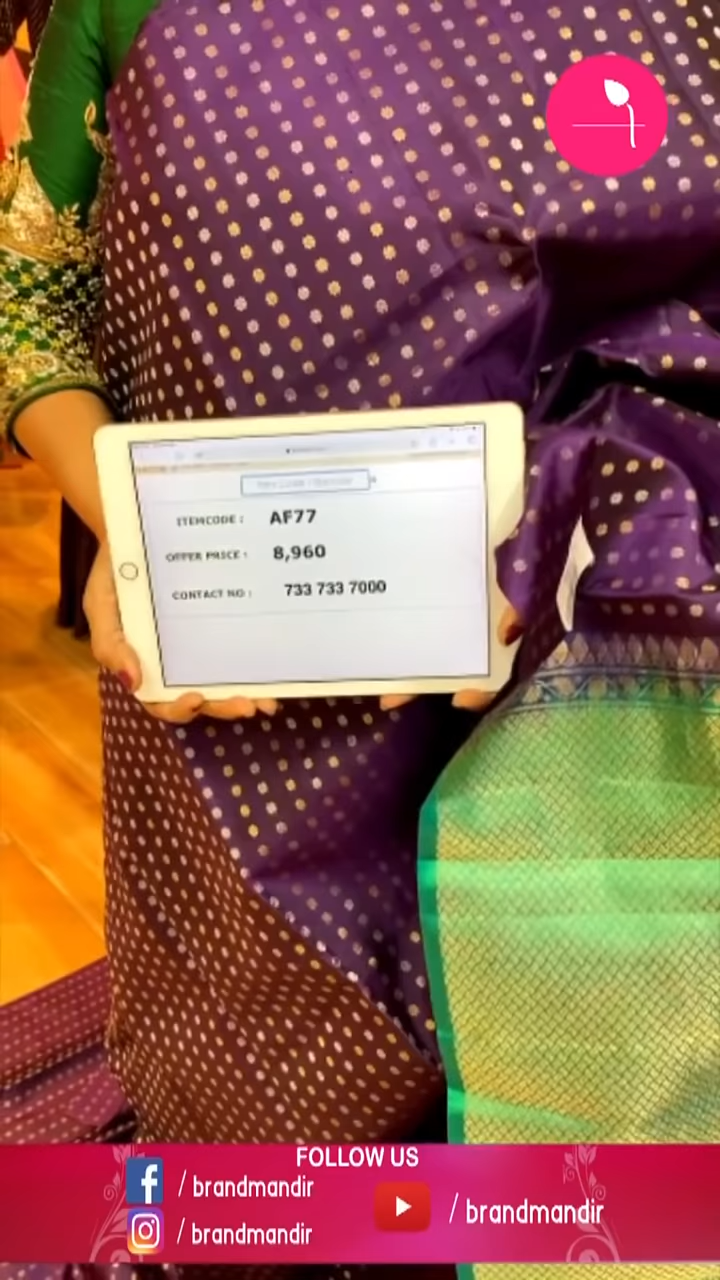 ITEMCODE : AF77
OFFER PRICE : 8,960
CONTACT NO : 733 733 7000
FOLLOW US
/ brandmandir
/ brandmandir
/ brandmandir